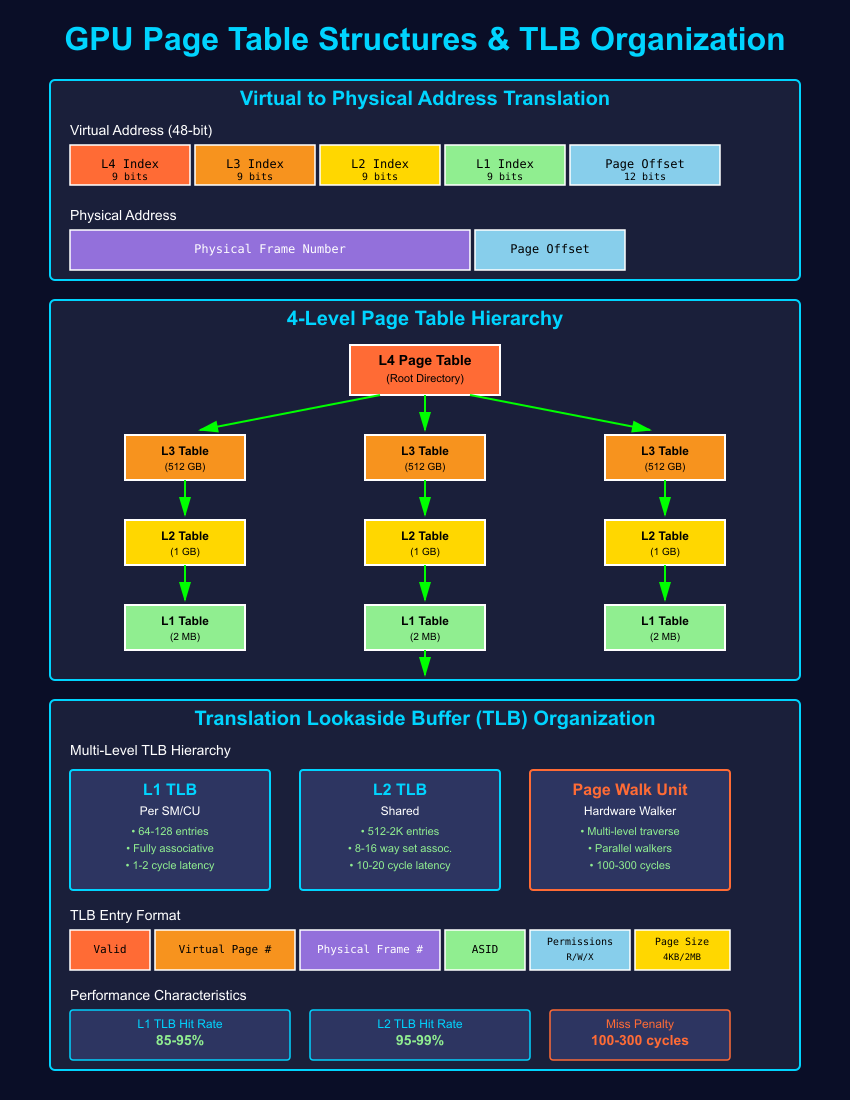 GPU Page Table Structures & TLB Organization
Virtual to Physical Address Translation
Virtual Address (48-bit)
L4 Index
9 bits
L3 Index
9 bits
L2 Index
9 bits
L1 Index
9 bits
Page Offset
12 bits
Physical Address
Physical Frame Number
Page Offset
4-Level Page Table Hierarchy
L4 Page Table
(Root Directory)
L3 Table
(512 GB)
L3 Table
(512 GB)
L3 Table
(512 GB)
L2 Table
(1 GB)
L2 Table
(1 GB)
L2 Table
(1 GB)
L1 Table
(2 MB)
L1 Table
(2 MB)
L1 Table
(2 MB)
Translation Lookaside Buffer (TLB) Organization
Multi-Level TLB Hierarchy
L1 TLB
Per SM/CU
• 64-128 entries
• Fully associative
• 1-2 cycle latency
L2 TLB
Shared
• 512-2K entries
• 8-16 way set assoc.
• 10-20 cycle latency
Page Walk Unit
Hardware Walker
• Multi-level traverse
• Parallel walkers
• 100-300 cycles
TLB Entry Format
Valid
Virtual Page #
Physical Frame #
ASID
Permissions
R/W/X
Page Size
4KB/2MB
Performance Characteristics
L1 TLB Hit Rate
85-95%
L2 TLB Hit Rate
95-99%
Miss Penalty
100-300 cycles